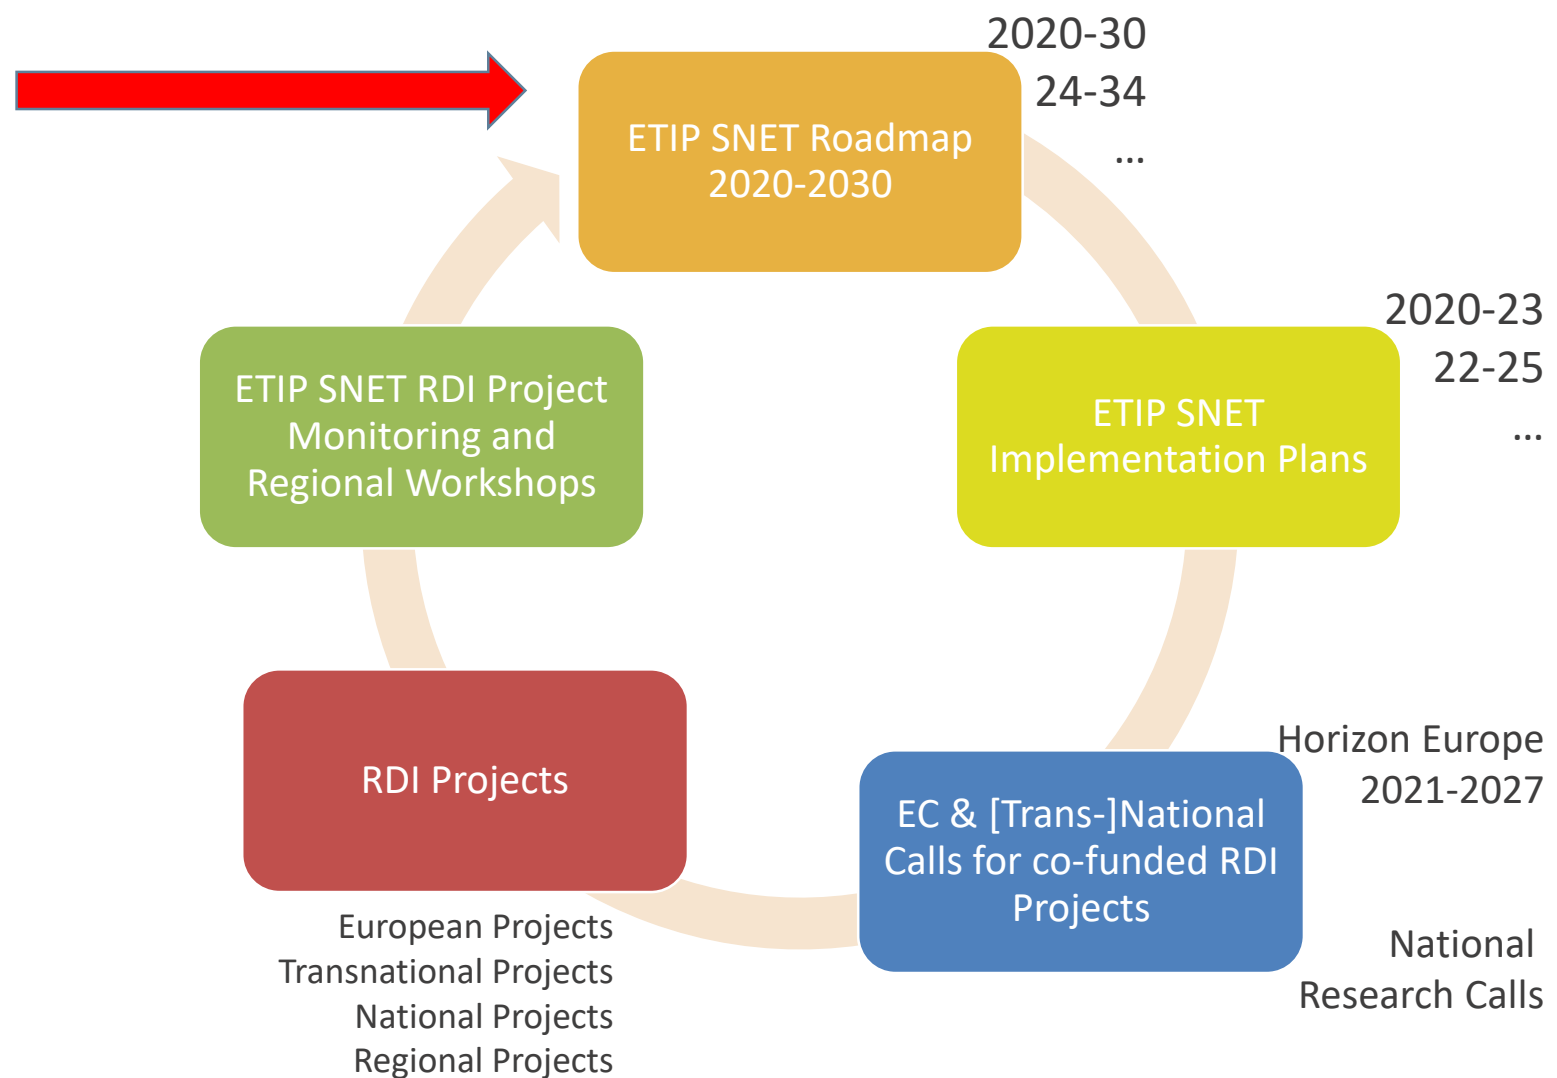 2020-30
24-34
...
ETIP SNET Roadmap
2020-2030
2020-23
22-25
...
ETIP SNET
Implementation Plans
Horizon Europe
2021-2027
EC & [Trans-]National
Calls for co-funded RDI
Projects
National
Research Calls
RDI Projects
European Projects
Transnational Projects
National Projects
Regional Projects
ETIP SNET RDI Project
Monitoring and
Regional Workshops